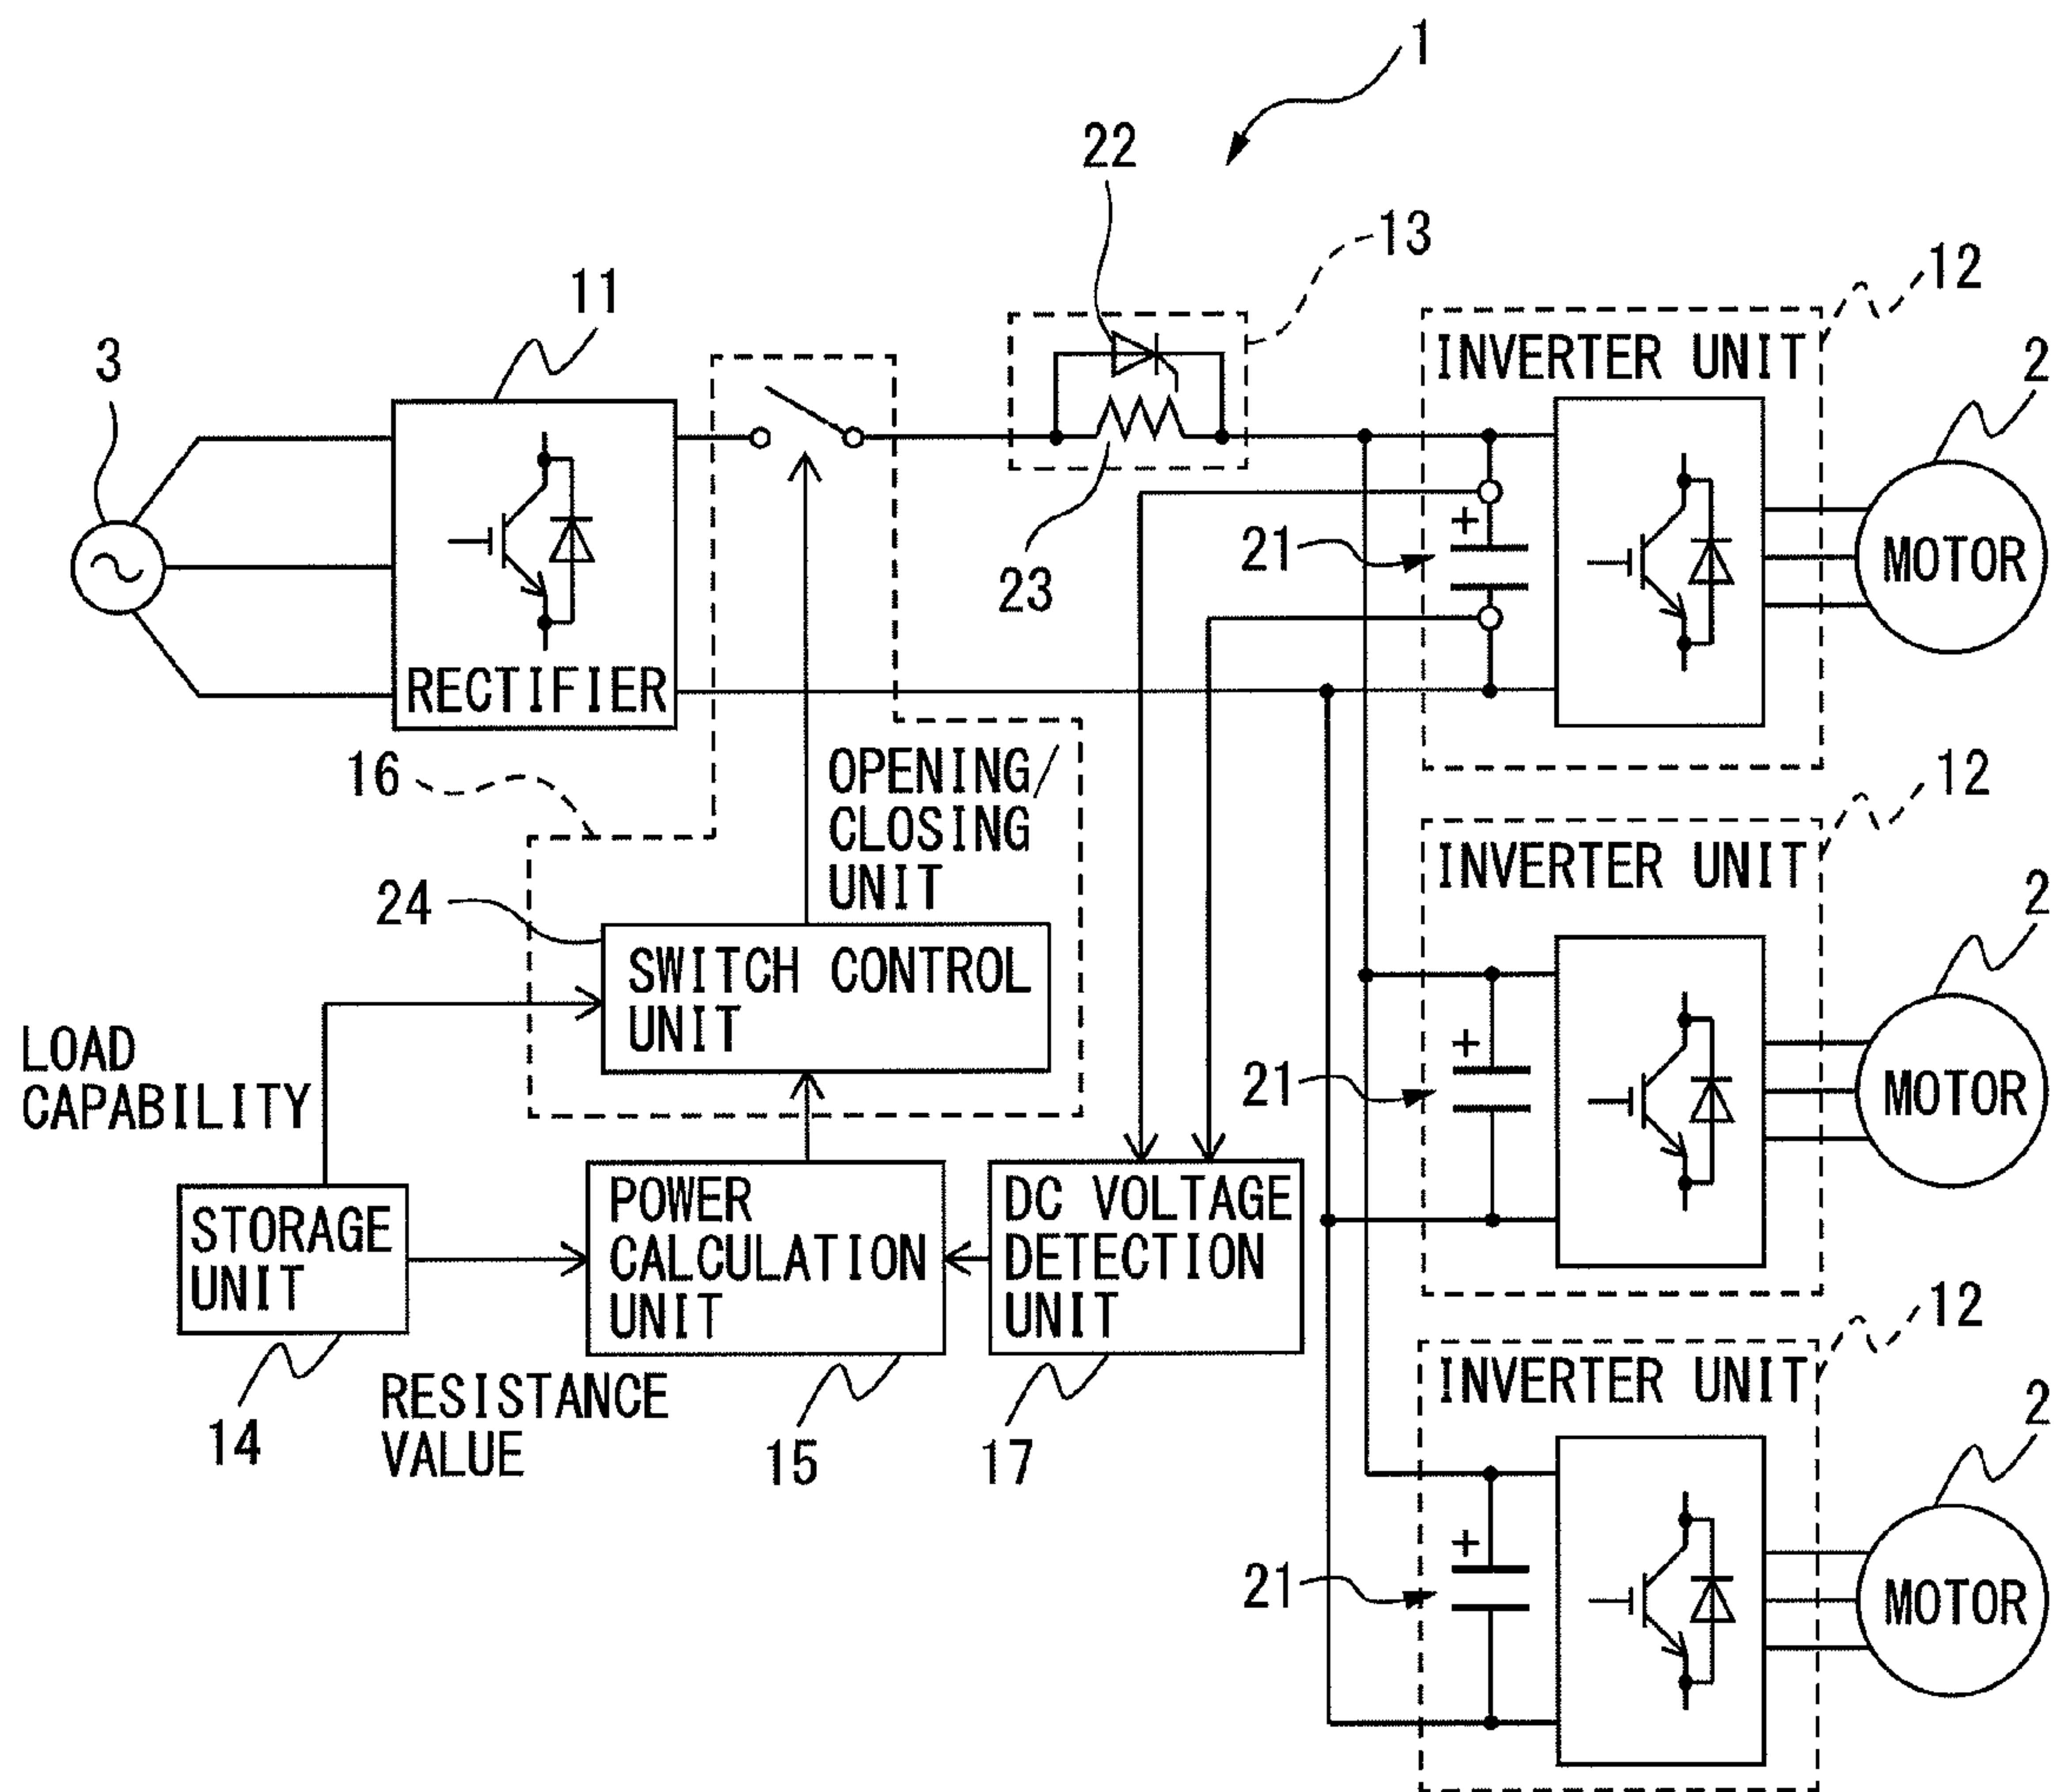 1
22
13
12
11
INVERTER UNIT
2
3
+
21
MOTOR
23
RECTIFIER
16
OPENING/
CLOSING
UNIT
12
INVERTER UNIT
24
2
SWITCH CONTROL
UNIT
LOAD
CAPABILITY
+
21
MOTOR
STORAGE
UNIT
POWER
CALCULATION
UNIT
DC VOLTAGE
DETECTION
UNIT
12
INVERTER UNIT
14
RESISTANCE
VALUE
15
17
2
+
21
MOTOR